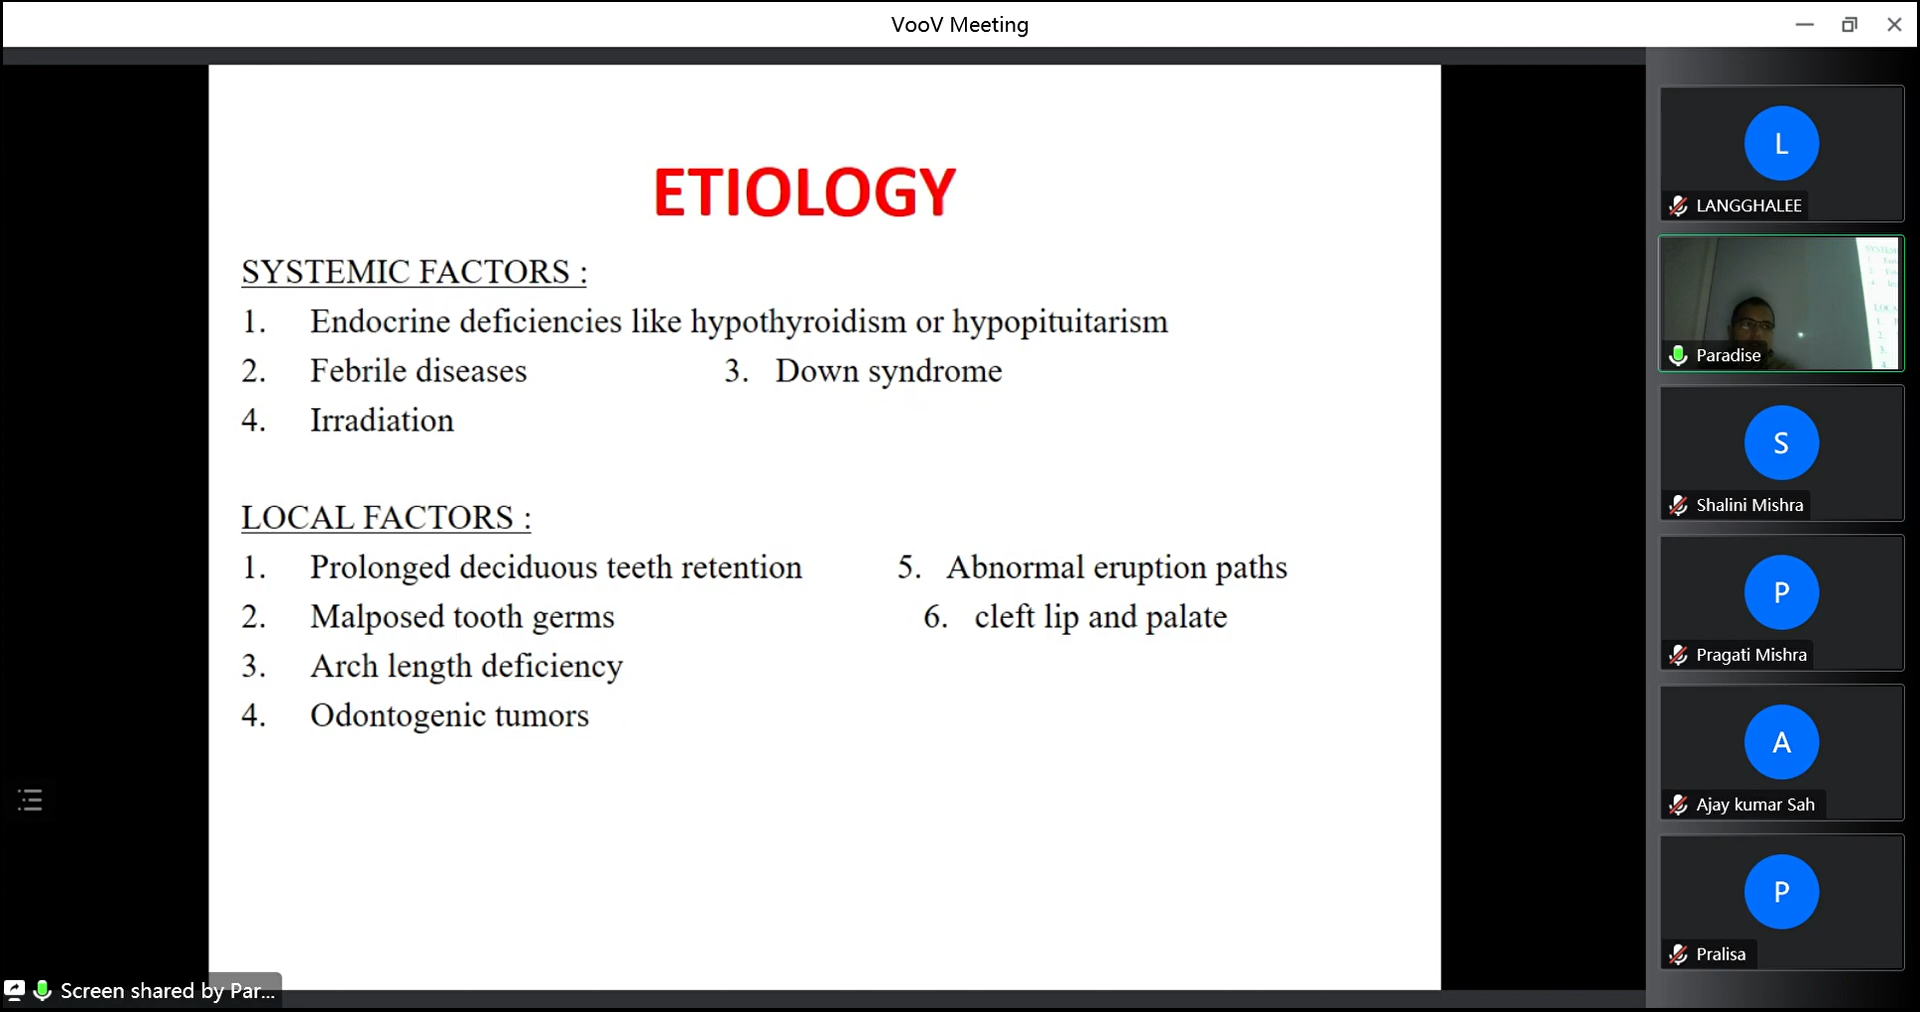 VooV Meeting
ETIOLOGY
SYSTEMIC FACTORS :
1. Endocrine deficiencies like hypothyroidism or hypopituitarism
2. Febrile diseases 3. Down syndrome
4. Irradiation
LOCAL FACTORS :
1. Prolonged deciduous teeth retention 5. Abnormal eruption paths
2. Malposed tooth germs 6. cleft lip and palate
3. Arch length deficiency
4. Odontogenic tumors
Screen shared by Par...
L
LANGGHALEE
Paradise
S
Shalini Mishra
P
Pragati Mishra
A
Ajay kumar Sah
P
Pralisa